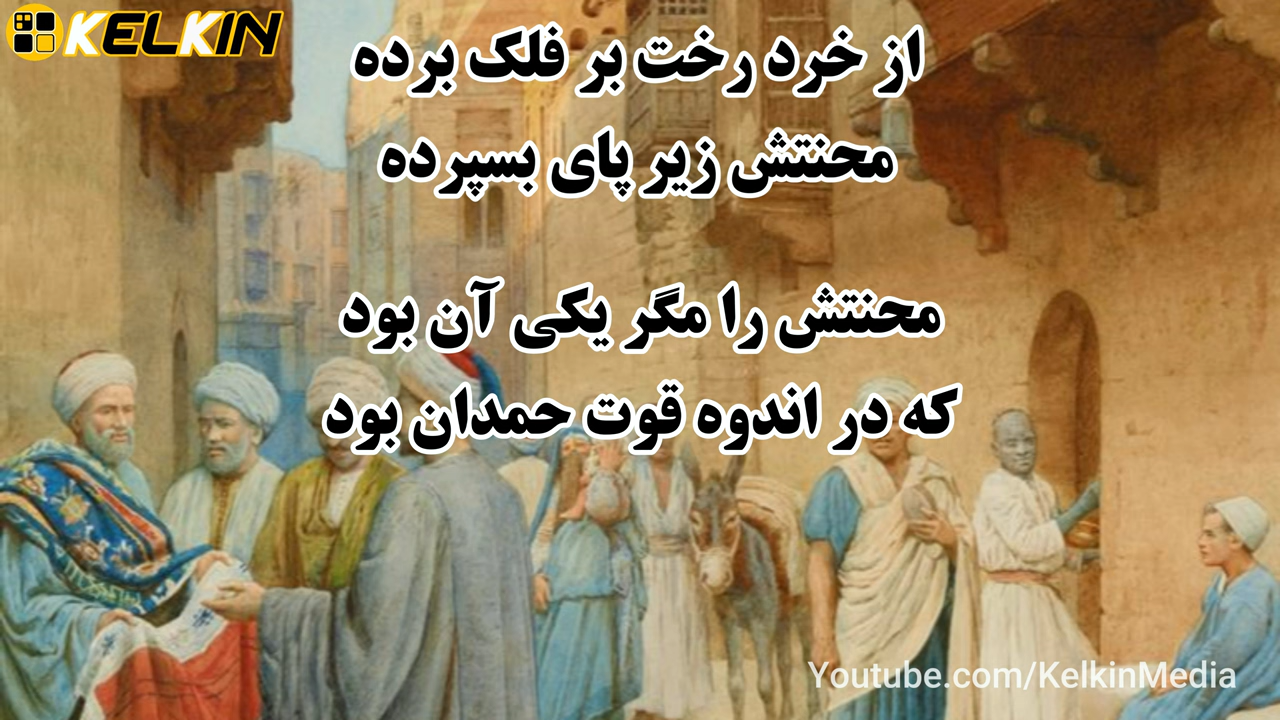 KELKIN
از خرد رخت بر فلک برده
محنتش زیر پای بسپرده
محنتش را مگر یکی آن بود
که در اندوه قوت حمدان بود
Youtube.com/KelkinMedia